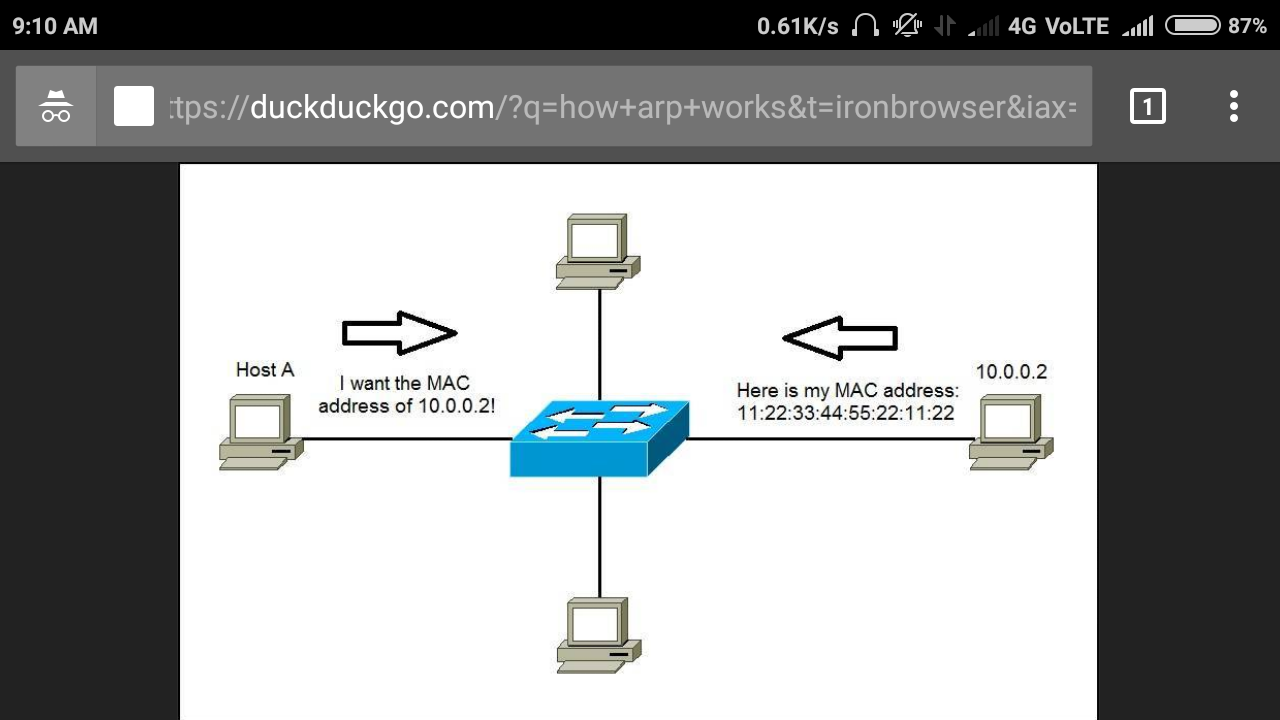 9:10 AM 0.61K/s 4G VoLTE 87%
ttps://duckduckgo.com/?q=how+arp+works&t=ironbrowser&iax= 1
Host A
I want the MAC
address of 10.0.0.2!
10.0.0.2
Here is my MAC address:
11:22:33:44:55:22:11:22